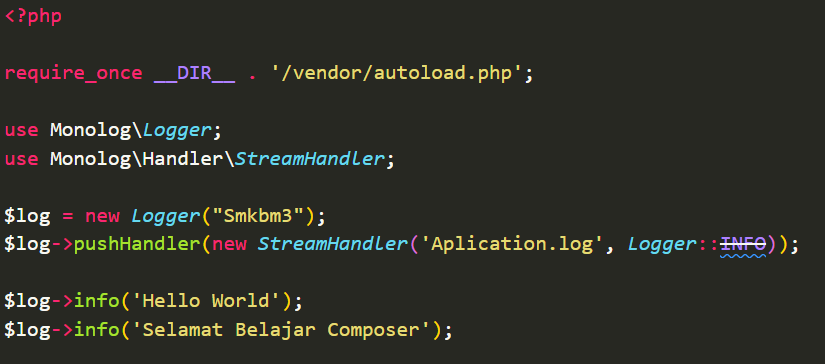 <?php
require_once __DIR__ . '/vendor/autoload.php';
use Monolog\Logger;
use Monolog\Handler\StreamHandler;
$log = new Logger("Smkbm3");
$log->pushHandler(new StreamHandler('Aplication.log', Logger::INFO));
$log->info('Hello World');
$log->info('Selamat Belajar Composer');